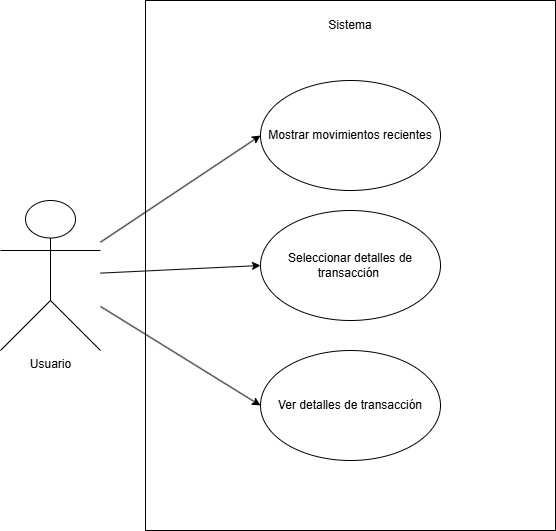 Sistema
Mostrar movimientos recientes
Seleccionar detalles de
transacción
Usuario
Ver detalles de transacción